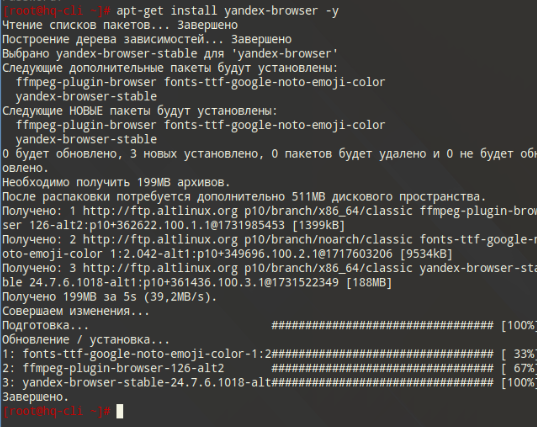 [root@hq-cli ~]# apt-get install yandex-browser -y
Чтение списков пакетов... Завершено
Построение дерева зависимостей... Завершено
Выбрано yandex-browser-stable для 'yandex-browser'
Следующие дополнительные пакеты будут установлены:
  ffmpeg-plugin-browser fonts-ttf-google-noto-emoji-color
  yandex-browser-stable
Следующие НОВЫЕ пакеты будут установлены:
  ffmpeg-plugin-browser fonts-ttf-google-noto-emoji-color
  yandex-browser-stable
0 будет обновлено, 3 новых установлено, 0 пакетов будет удалено и 0 не будет обн
овлено.
Необходимо получить 199MB архивов.
После распаковки потребуется дополнительно 511MB дискового пространства.
Получено: 1 http://ftp.altlinux.org p10/branch/x86_64/classic ffmpeg-plugin-brow
ser 126-alt2:p10+362622.100.1.1@1731985453 [1399kB]
Получено: 2 http://ftp.altlinux.org p10/branch/noarch/classic fonts-ttf-google-n
oto-emoji-color 1:2.042-alt1:p10+349696.100.2.1@1717603206 [9534kB]
Получено: 3 http://ftp.altlinux.org p10/branch/x86_64/classic yandex-browser-sta
ble 24.7.6.1018-alt1:p10+361436.100.3.1@1731522349 [188MB]
Получено 199MB за 5s (39,2MB/s).
Совершаем изменения...
Подготовка... ################################# [100%]
Обновление / установка...
1: fonts-ttf-google-noto-emoji-color-1:2################################# [ 33%]
2: ffmpeg-plugin-browser-126-alt2 ################################# [ 67%]
3: yandex-browser-stable-24.7.6.1018-alt################################# [100%]
Завершено.
[root@hq-cli ~]#